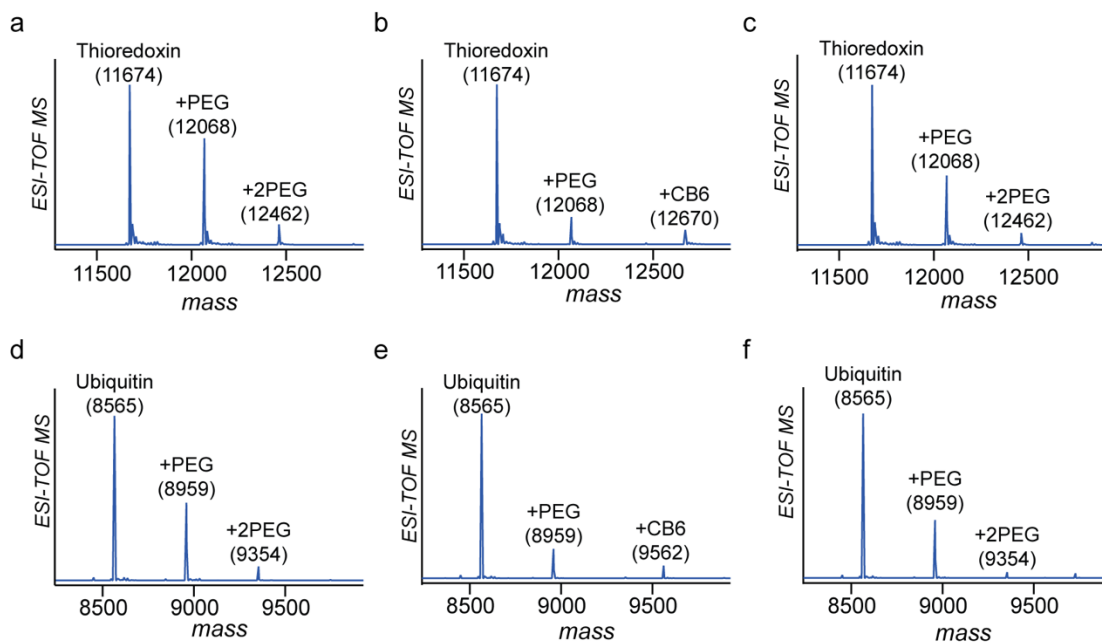 a
Thioredoxin
(11674)
+PEG
(12068)
+2PEG
(12462)
ESI-TOF MS
11500 12000 12500
mass
b
Thioredoxin
(11674)
+PEG
(12068)
+CB6
(12670)
ESI-TOF MS
11500 12000 12500
mass
c
Thioredoxin
(11674)
+PEG
(12068)
+2PEG
(12462)
ESI-TOF MS
11500 12000 12500
mass
d
Ubiquitin
(8565)
+PEG
(8959)
+2PEG
(9354)
ESI-TOF MS
8500 9000 9500
mass
e
Ubiquitin
(8565)
+PEG
(8959)
+CB6
(9562)
ESI-TOF MS
8500 9000 9500
mass
f
Ubiquitin
(8565)
+PEG
(8959)
+2PEG
(9354)
ESI-TOF MS
8500 9000 9500
mass